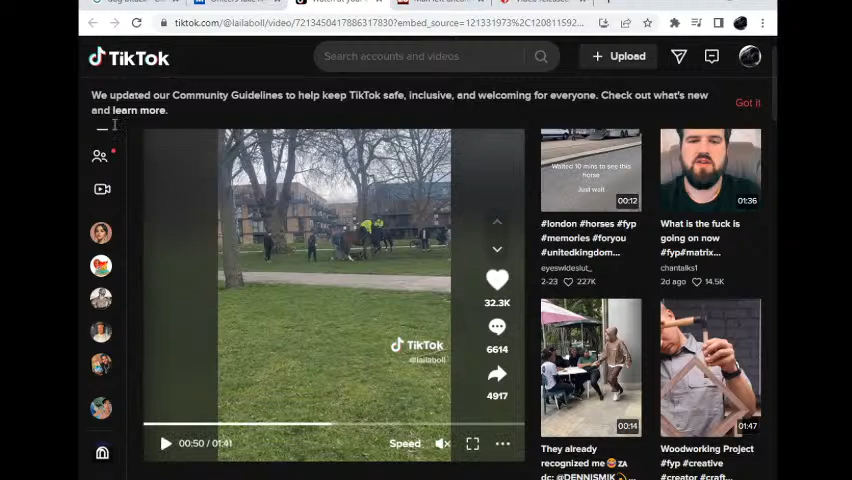 tiktok.com/@lailaboll/video/7213450417886317830?embed_source=121331973%2C120811592...
TikTok
Search accounts and videos
Upload
We updated our Community Guidelines to help keep TikTok safe, inclusive, and welcoming for everyone. Check out what's new
and learn more.
Got it
Waited 10 mins to see this
horse
Just wait
00:12
01:36
#london #horses #fyp
#memories #foryou
#unitedkingdom...
eyeswideslut_
2-23 227K
What is the fuck is
going on now
#fyp#matrix...
chantalks1
2d ago 14.5K
32.3K
6614
4917
TikTok
@lailaboll
00:50 / 01:41
Speed
00:14
01:47
They already
recognized me ZA
dc: @DENNISMIK
Woodworking Project
#fyp #creative
#creator #craft...